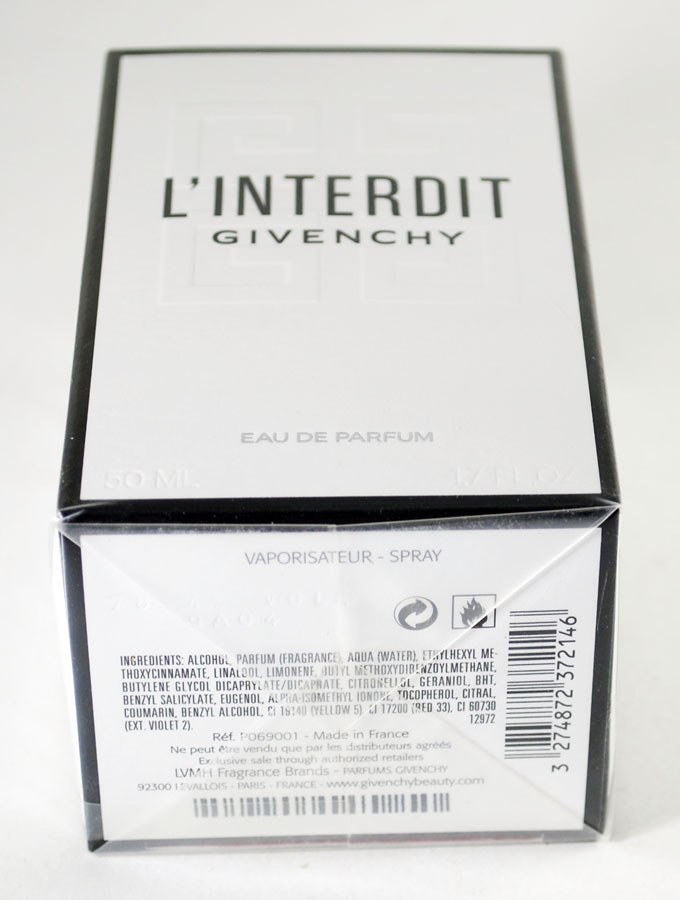 L'INTERDIT
GIVENCHY
EAU DE PARFUM
50 ML 1.7 FL.OZ
VAPORISATEUR - SPRAY
INGREDIENTS: ALCOHOL, PARFUM (FRAGRANCE), AQUA (WATER), ETHYLHEXYL ME-
THOXYCINNAMATE, LINALOOL, LIMONENE, BUTYL METHOXYDIBENZOYLMETHANE,
BUTYLENE GLYCOL DICAPRYLATE/DICAPRATE, CITRONELLOL, GERANIOL, BHT,
BENZYL SALICYLATE, EUGENOL, ALPHA-ISOMETHYL IONONE, TOCOPHEROL, CITRAL,
COUMARIN, BENZYL ALCOHOL, CI 16140 (YELLOW 5), CI 17200 (RED 33), CI 60730
(EXT. VIOLET 2). 12972
Réf. P069001 - Made in France
Ne peut être vendu que par les distributeurs agréés
Exclusive sale through authorized retailers
LVMH Fragrance Brands - PARFUMS GIVENCHY
92300 LEVALLOIS - PARIS - FRANCE - www.givenchybeauty.com
3 274872 372146